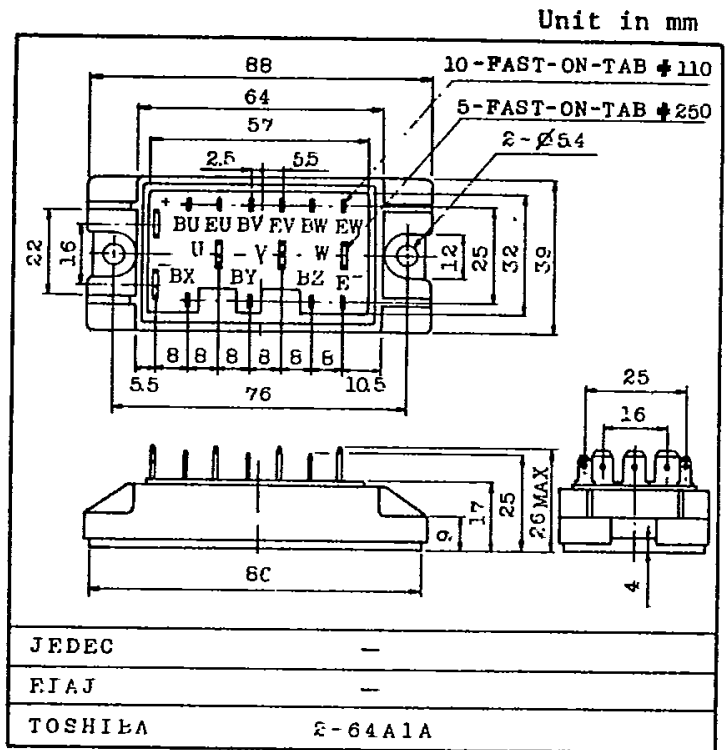 Unit in mm
88
10-FAST-ON-TAB #110
64
5-FAST-ON-TAB #250
57
2-Ø5.4
2.5 5.5
+ BU EU BV EV BW EW
U V W
22 16 12 25 32 39
- BX BY BZ E-
8 8 8 8 8 8
5.5 10.5
76
25
16
9 17 25 26MAX
4
JEDEC —
EIAJ —
TOSHIBA 2-64A1A